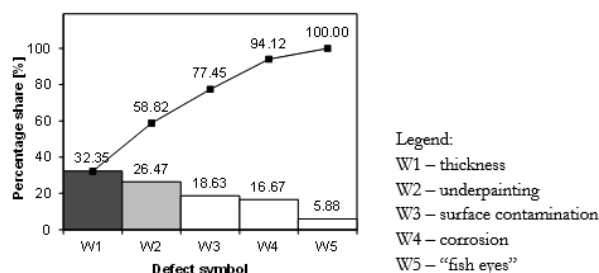 Percentage share [%]
100
80
60
40
20
0
32.35
58.82
77.45
94.12
100.00
26.47
18.63
16.67
5.88
W1 W2 W3 W4 W5
Defect symbol
Legend:
W1 – thickness
W2 – underpainting
W3 – surface contamination
W4 – corrosion
W5 – “fish eyes”